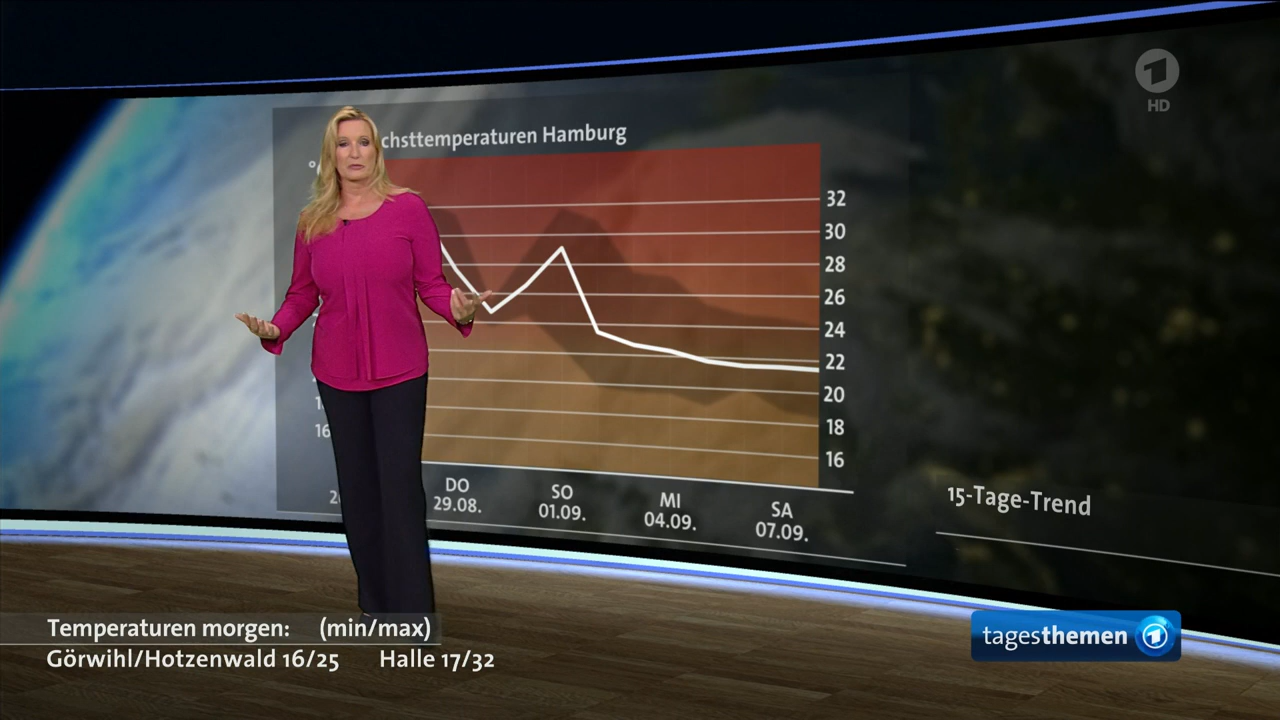 HD
chsttemperaturen Hamburg
32
30
28
26
24
22
20
18
16
16
DO
29.08.
SO
01.09.
MI
04.09.
SA
07.09.
15-Tage-Trend
Temperaturen morgen: (min/max)
Görwihl/Hotzenwald 16/25 Halle 17/32
tagesthemen